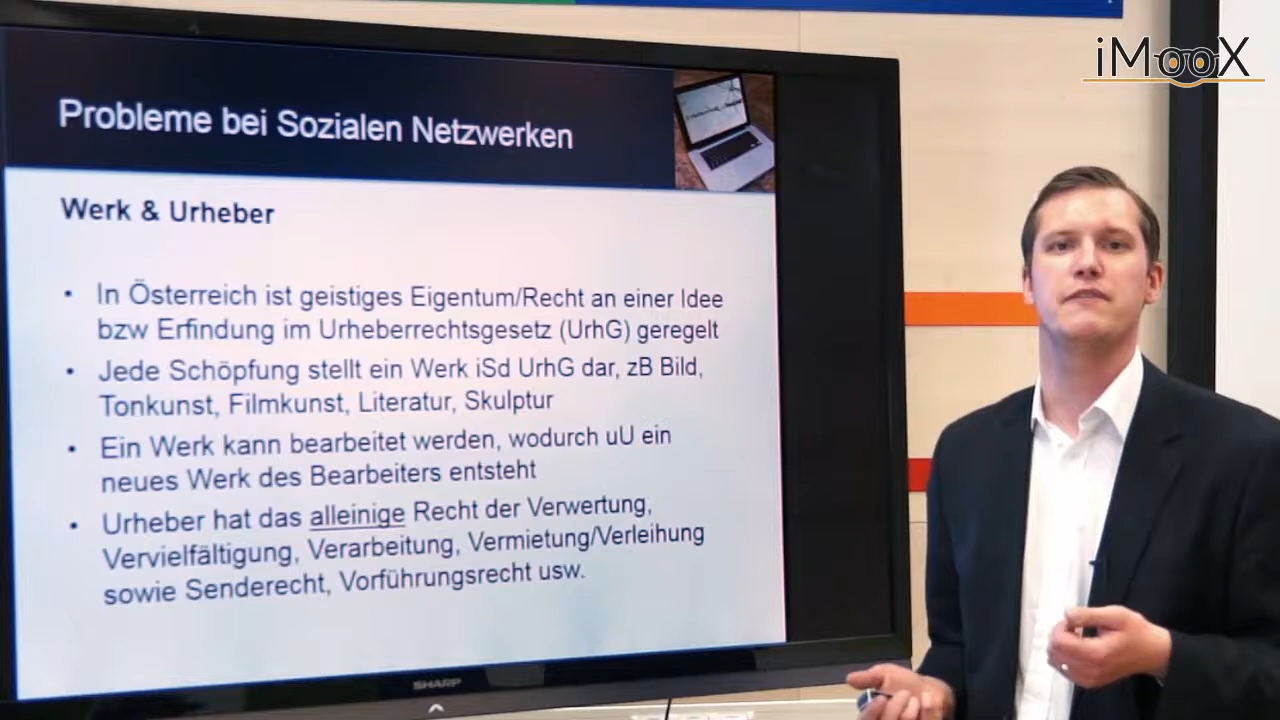 iMooX
Probleme bei Sozialen Netzwerken
Werk & Urheber
• In Österreich ist geistiges Eigentum/Recht an einer Idee
bzw Erfindung im Urheberrechtsgesetz (UrhG) geregelt
• Jede Schöpfung stellt ein Werk iSd UrhG dar, zB Bild,
Tonkunst, Filmkunst, Literatur, Skulptur
• Ein Werk kann bearbeitet werden, wodurch uU ein
neues Werk des Bearbeiters entsteht
• Urheber hat das alleinige Recht der Verwertung,
Vervielfältigung, Verarbeitung, Vermietung/Verleihung
sowie Senderecht, Vorführungsrecht usw.
SHARP